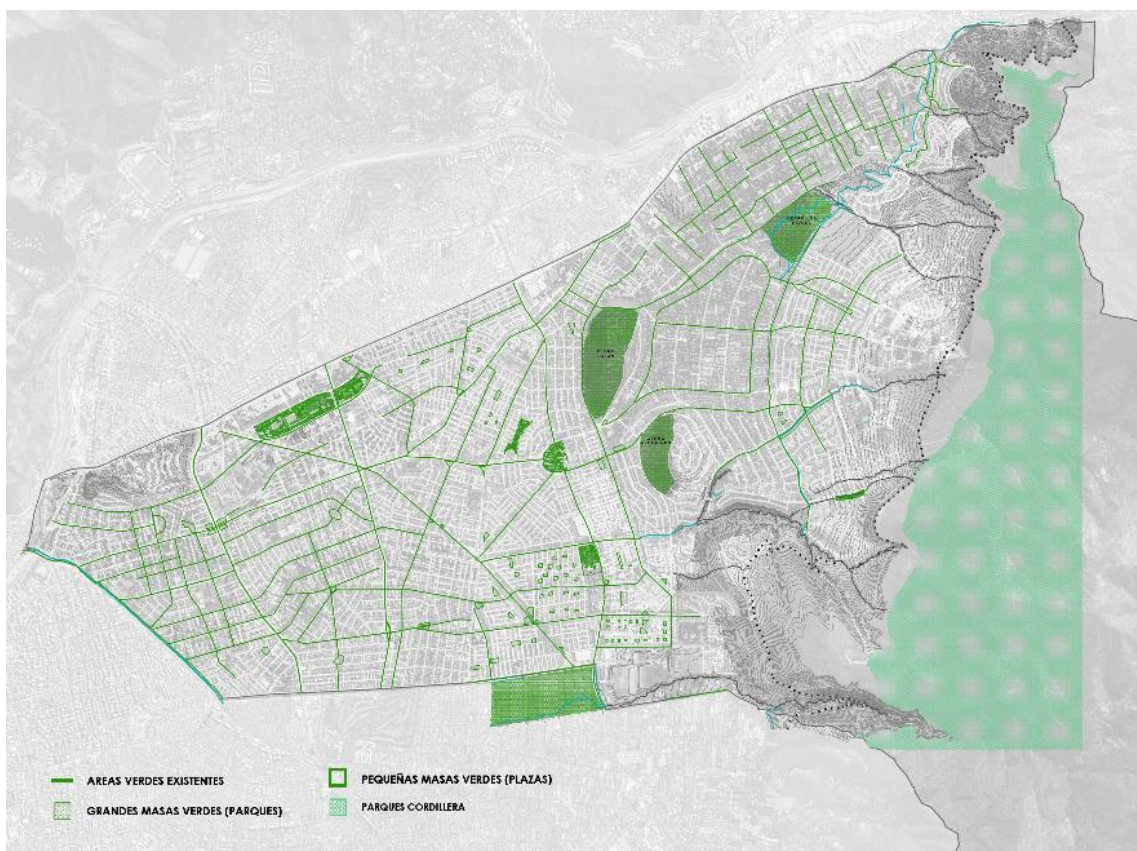 AREAS VERDES EXISTENTES
GRANDES MASAS VERDES (PARQUES)
PEQUEÑAS MASAS VERDES (PLAZAS)
PARQUES CORDILLERA